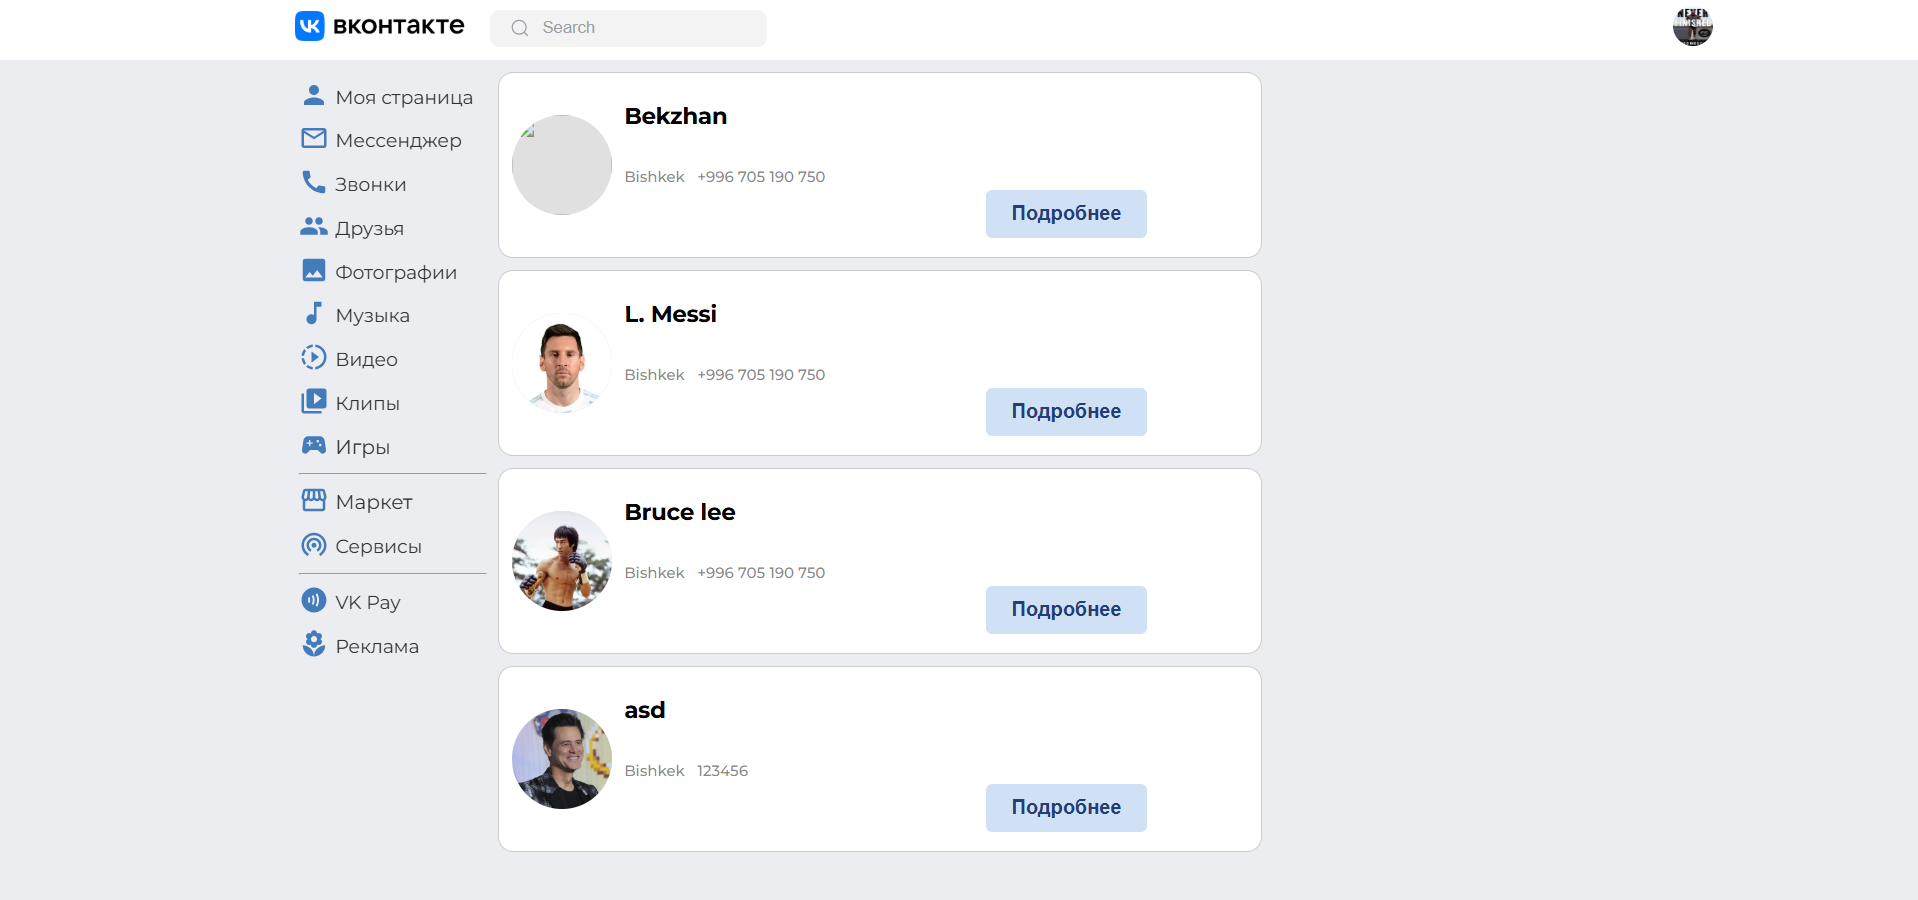 вконтакте
Search
Моя страница
Мессенджер
Звонки
Друзья
Фотографии
Музыка
Видео
Клипы
Игры
Маркет
Сервисы
VK Pay
Реклама
Bekzhan
Bishkek +996 705 190 750
Подробнее
L. Messi
Bishkek +996 705 190 750
Подробнее
Bruce lee
Bishkek +996 705 190 750
Подробнее
asd
Bishkek 123456
Подробнее